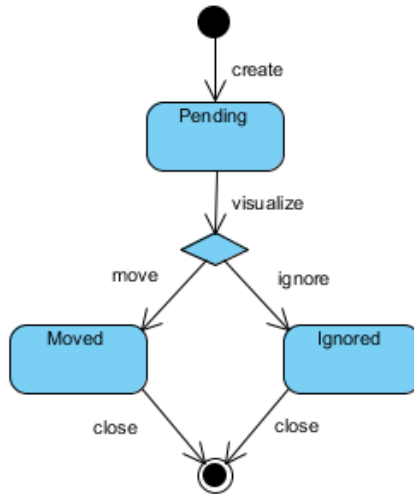 create
Pending
visualize
move
ignore
Moved
Ignored
close
close